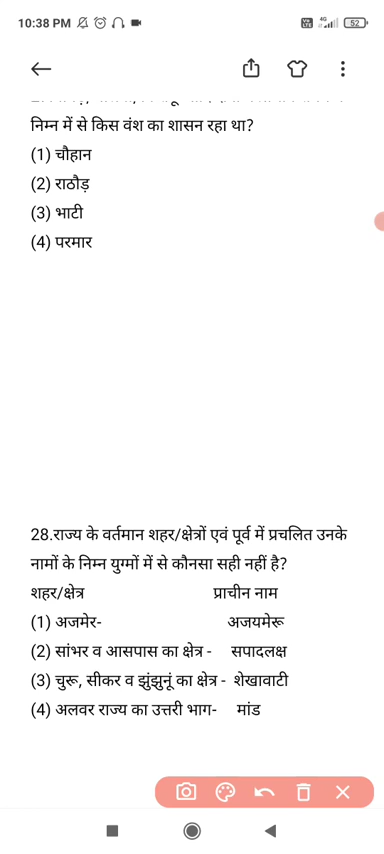 10:38 PM
4G
52
निम्न में से किस वंश का शासन रहा था?
(1) चौहान
(2) राठौड़
(3) भाटी
(4) परमार
28.राज्य के वर्तमान शहर/क्षेत्रों एवं पूर्व में प्रचलित उनके
नामों के निम्न युग्मों में से कौनसा सही नहीं है?
शहर/क्षेत्र प्राचीन नाम
(1) अजमेर- अजयमेरू
(2) सांभर व आसपास का क्षेत्र - सपादलक्ष
(3) चुरू, सीकर व झुंझुनूं का क्षेत्र - शेखावाटी
(4) अलवर राज्य का उत्तरी भाग- मांड